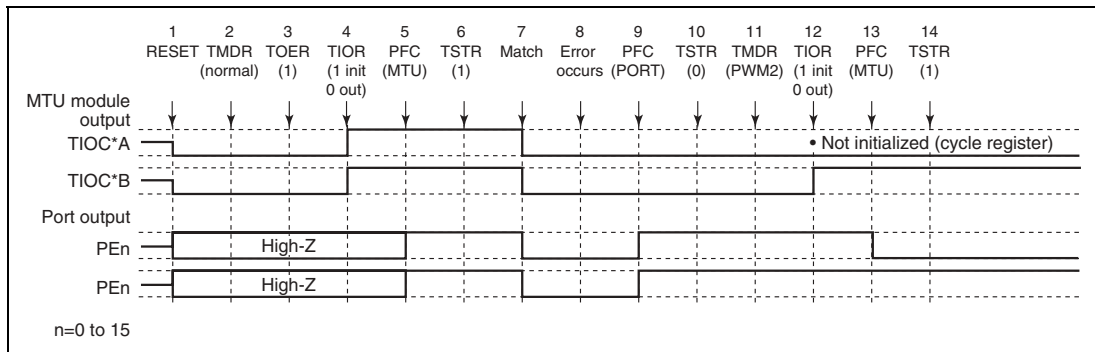 1 2 3 4 5 6 7 8 9 10 11 12 13 14
RESET TMDR TOER TIOR PFC TSTR Match Error PFC TSTR TMDR TIOR PFC TSTR
(normal) (1) (1 init (MTU) (1) occurs (PORT) (0) (PWM2) (1 init (MTU) (1)
0 out) 0 out)
MTU module
output
TIOC*A
• Not initialized (cycle register)
TIOC*B
Port output
PEn
High-Z
PEn
High-Z
n=0 to 15